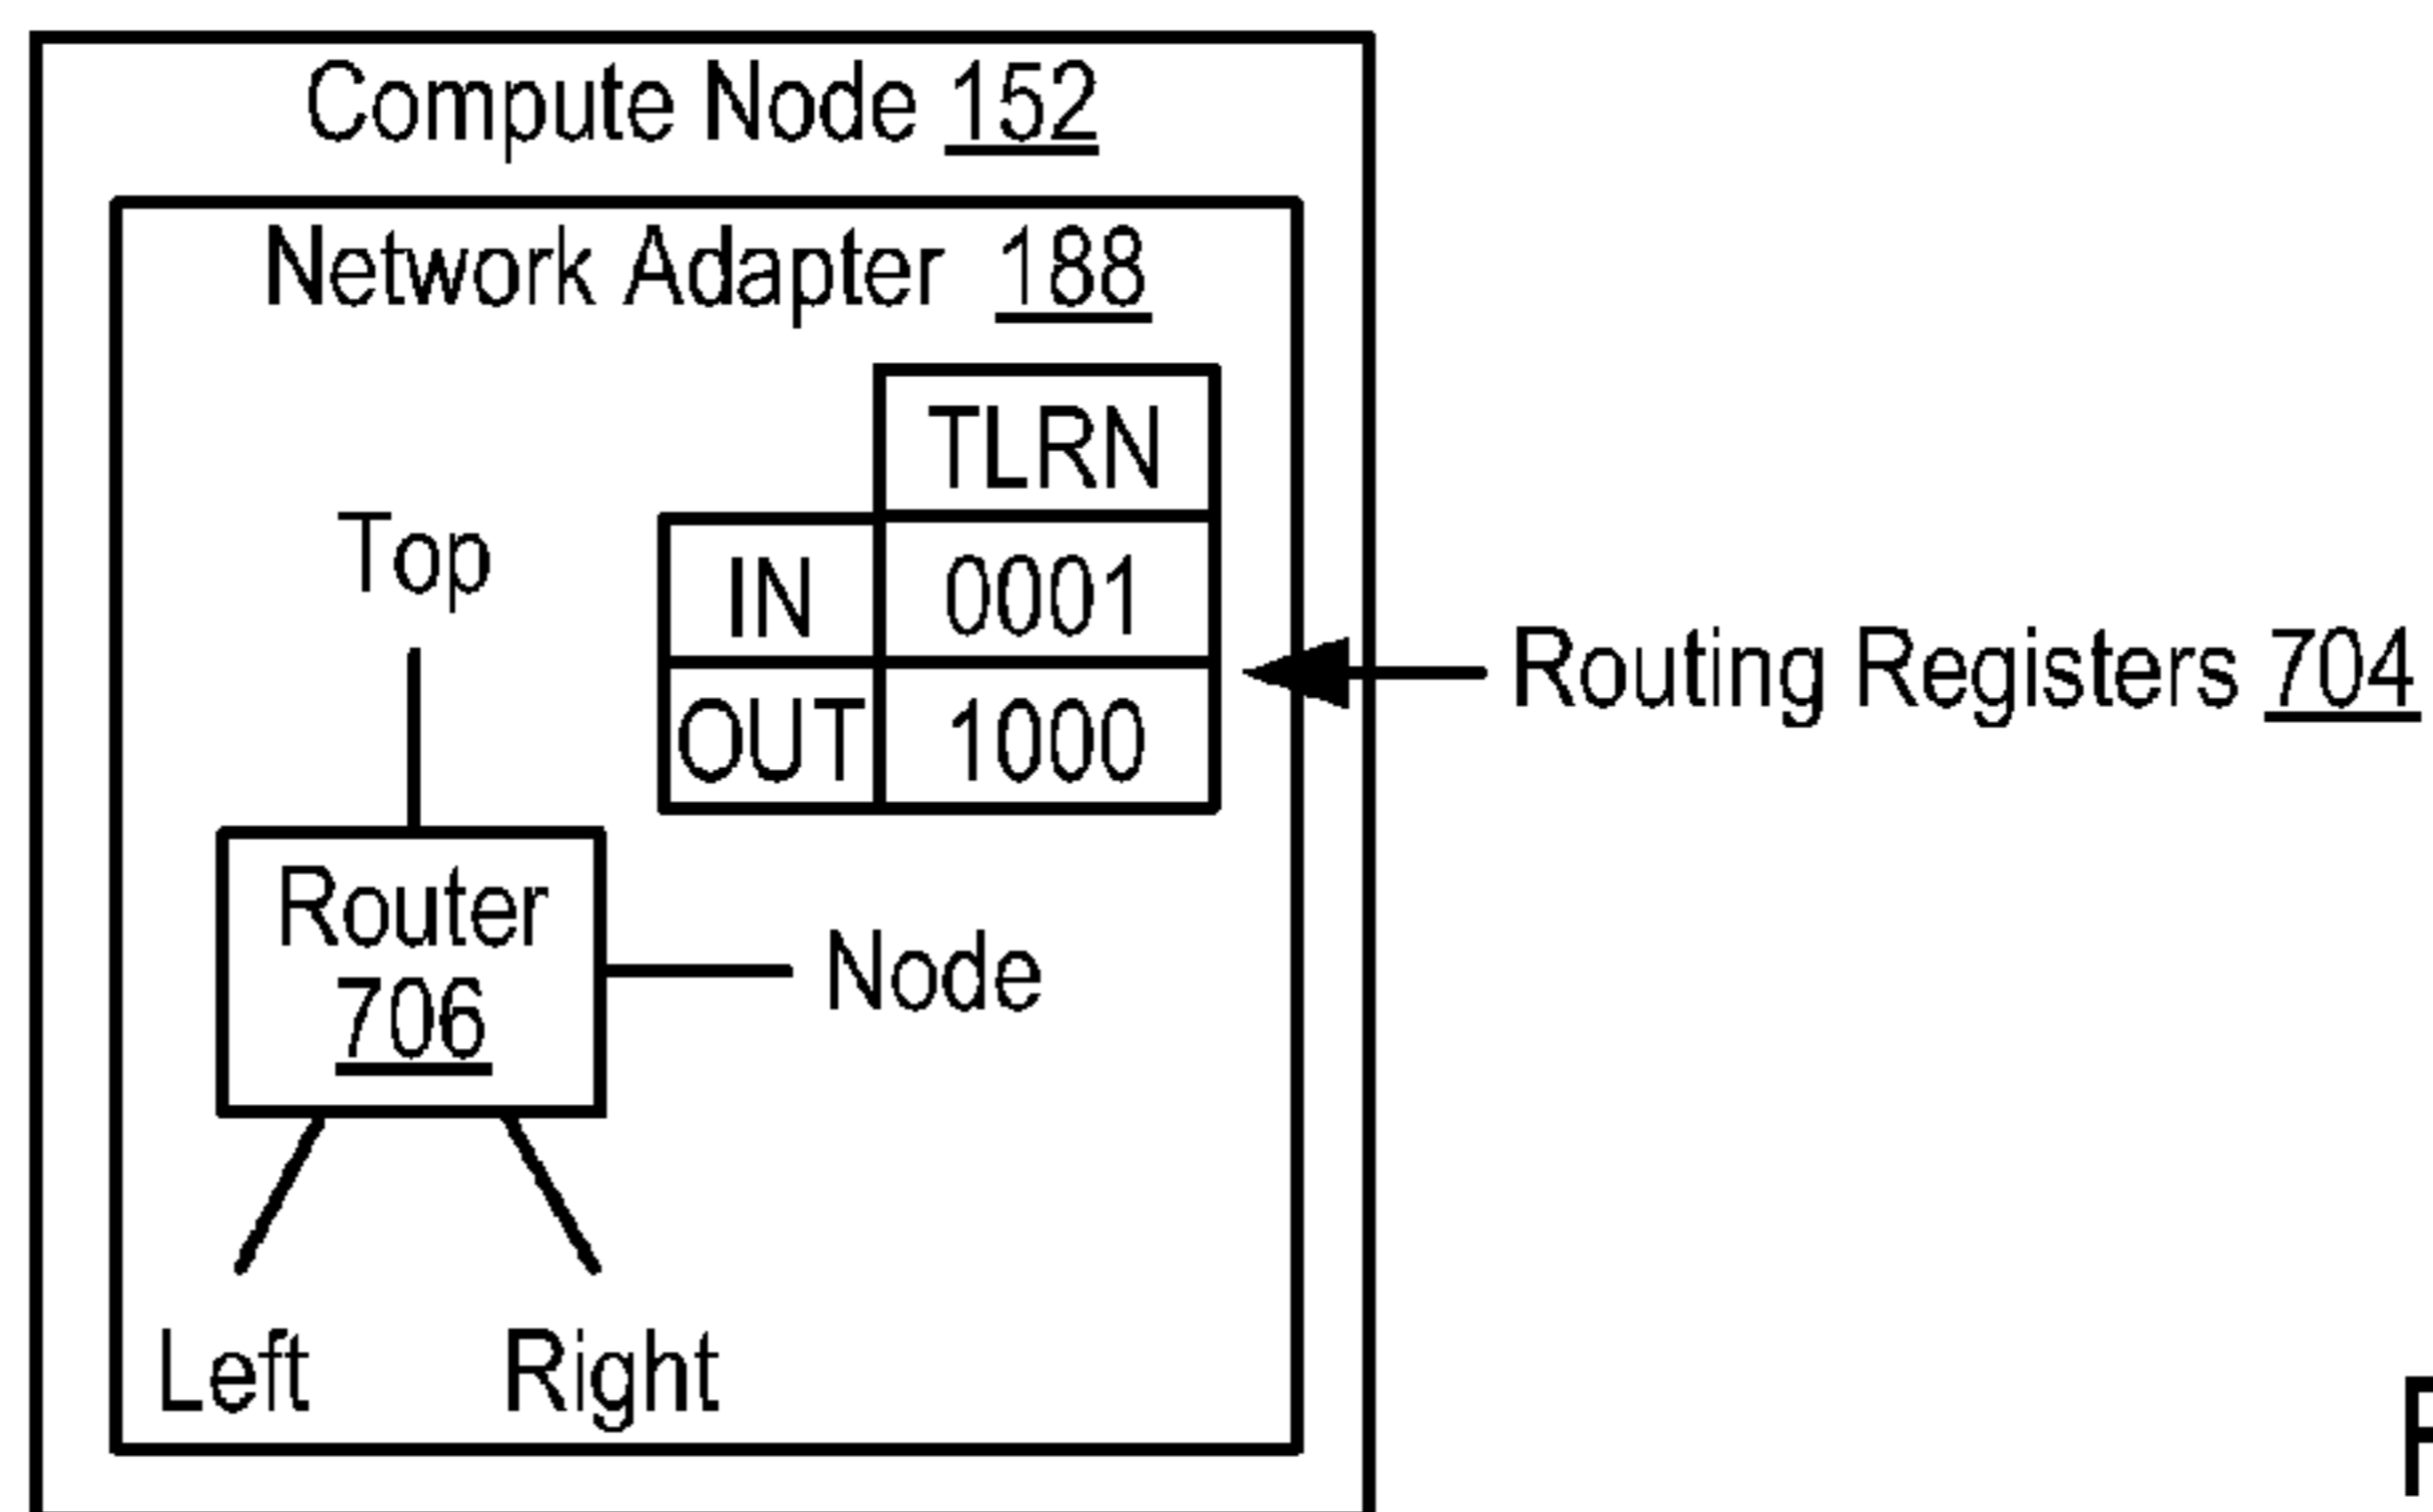 Compute Node 152
Network Adapter 188
TLRN
IN 0001
OUT 1000
Routing Registers 704
Top
Router
706
Node
Left Right